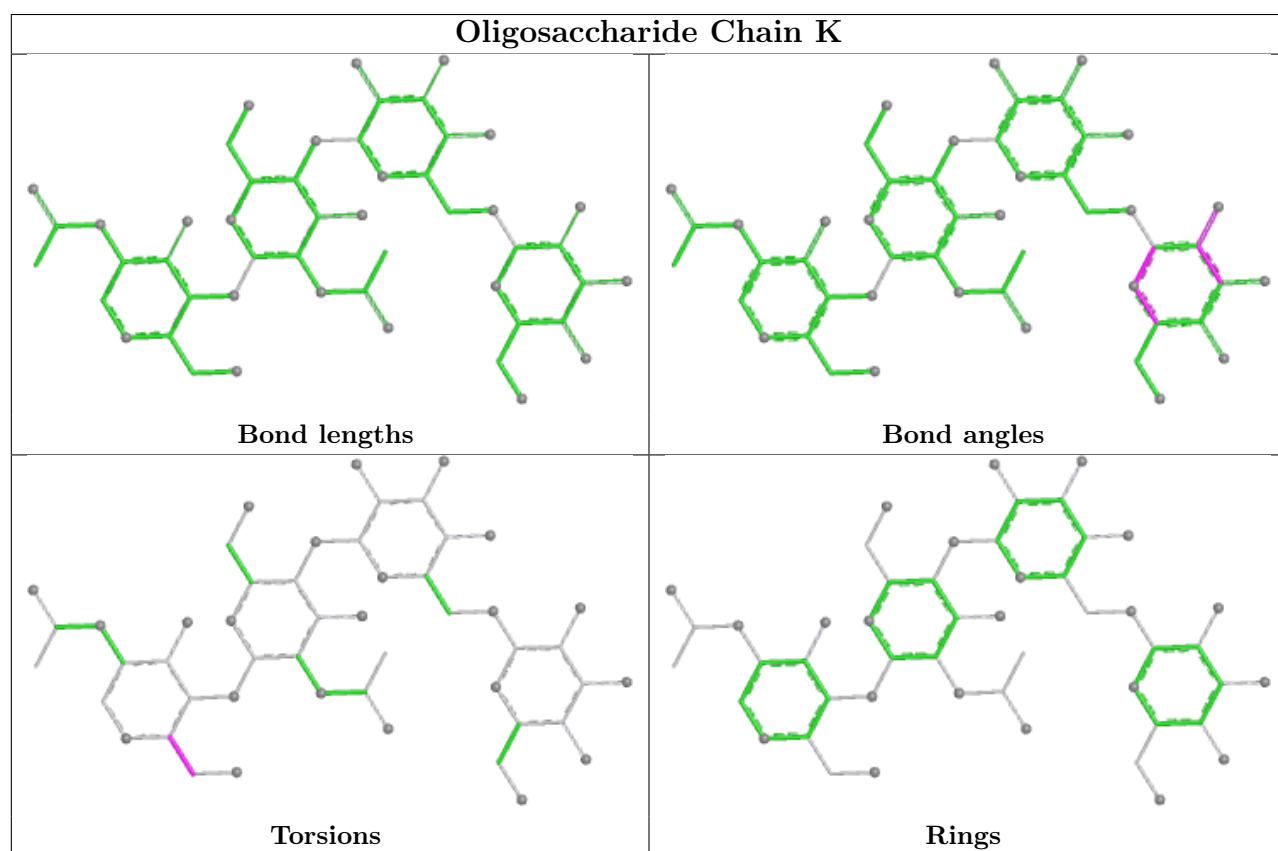 Oligosaccharide Chain K
Bond lengths
Bond angles
Torsions
Rings